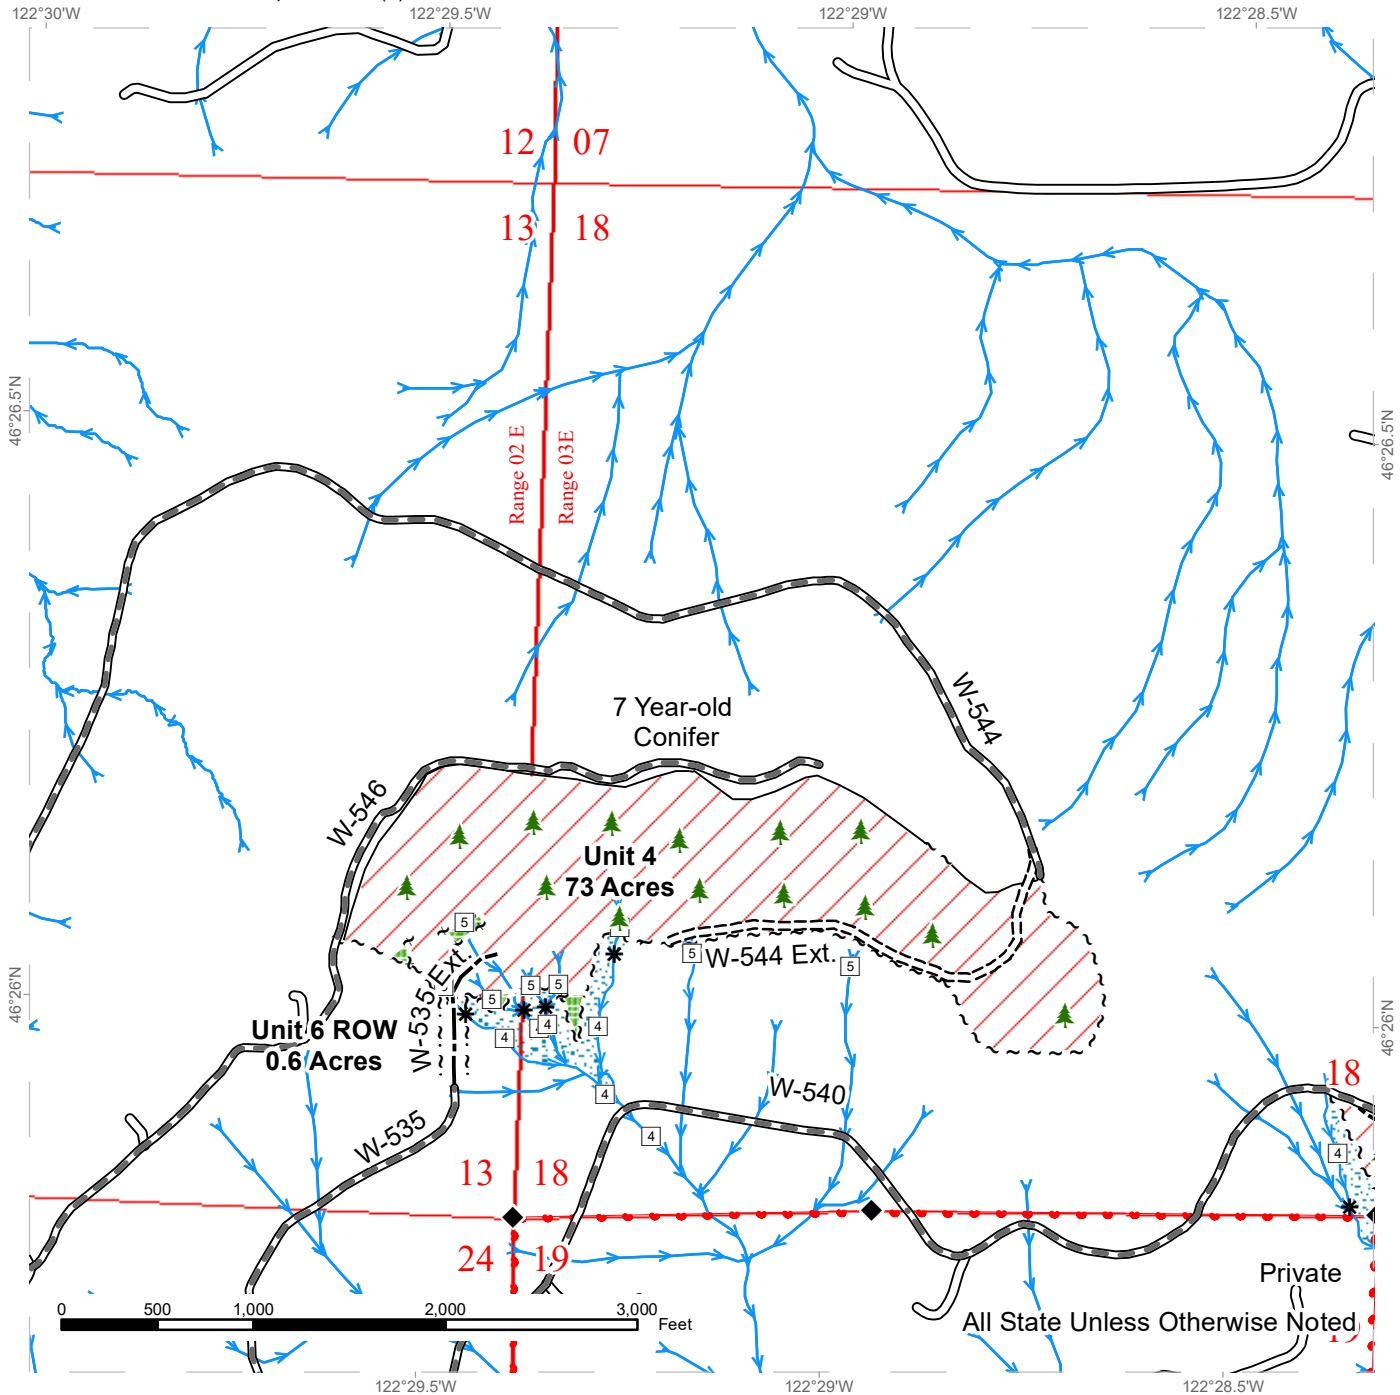 122°30'W
122°29.5'W
122°29'W
122°28.5'W
12 07
13 18
46°26.5'N
46°26.5'N
Range 02 E
Range 03E
7 Year-old
Conifer
W-544
W-546
Unit 4
73 Acres
5
W-535 Ext.
W-544 Ext.
5
5
5
5
5
46°26'N
46°26'N
Unit 6 ROW
0.6 Acres
4
4
4
18
4
W-540
W-535
4
4
13 18
24 19
Private
0 500 1,000 2,000 3,000
Feet
All State Unless Otherwise Noted
19
122°29.5'W
122°29'W
122°28.5'W